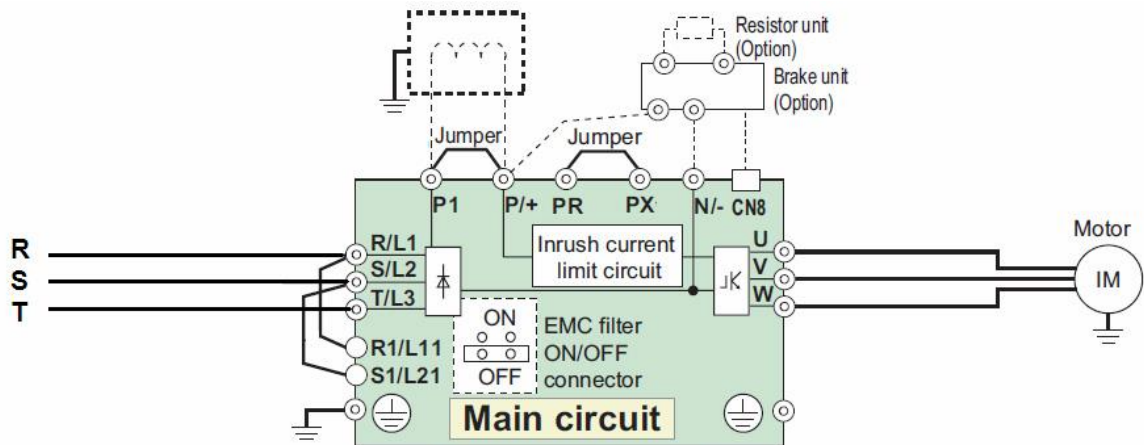 Resistor unit
(Option)
Brake unit
(Option)
Jumper
Jumper
P1
P/+
PR
PX
N/-
CN8
R
S
T
R/L1
S/L2
T/L3
R1/L11
S1/L21
Inrush current
limit circuit
U
V
W
Motor
IM
ON
OFF
EMC filter
ON/OFF
connector
Main circuit